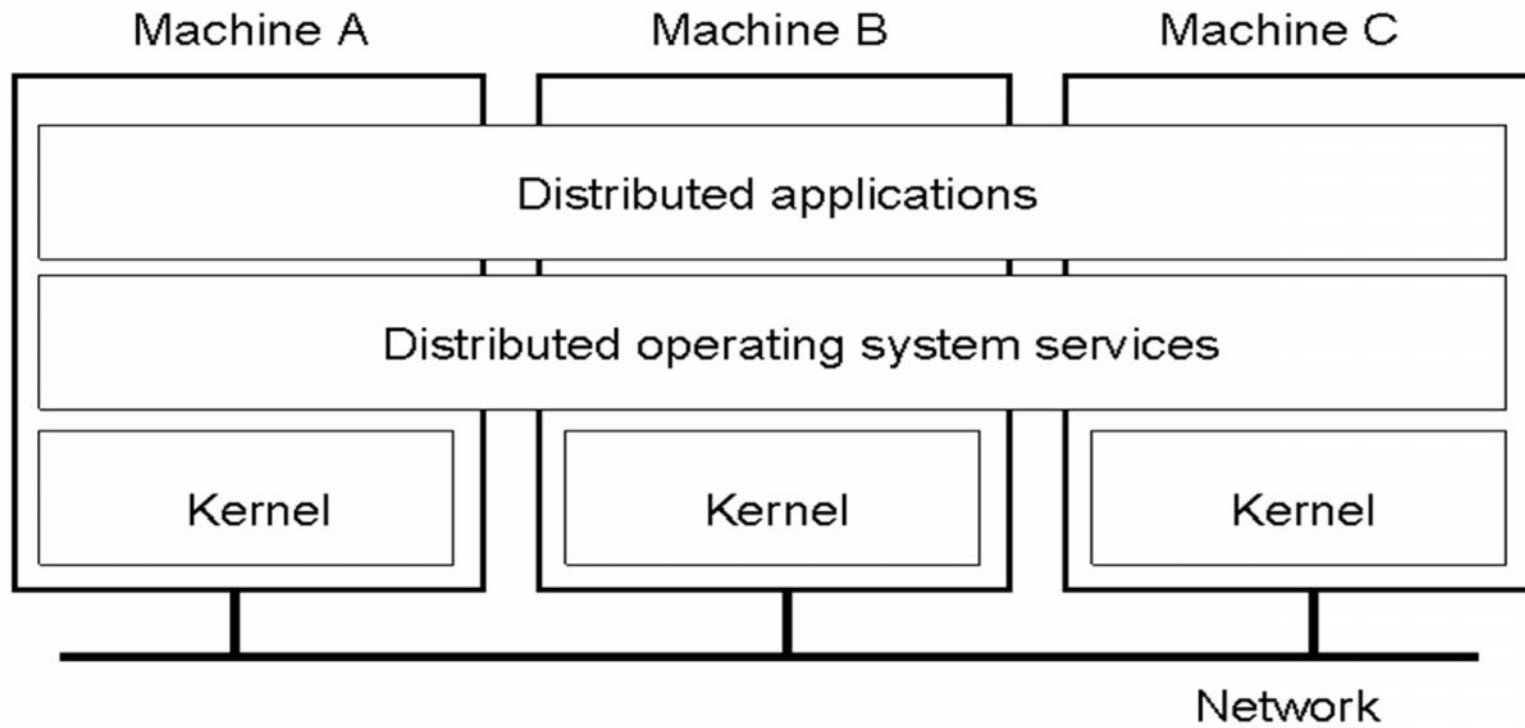 Machine A
Machine B
Machine C
Distributed applications
Distributed operating system services
Kernel
Kernel
Kernel
Network